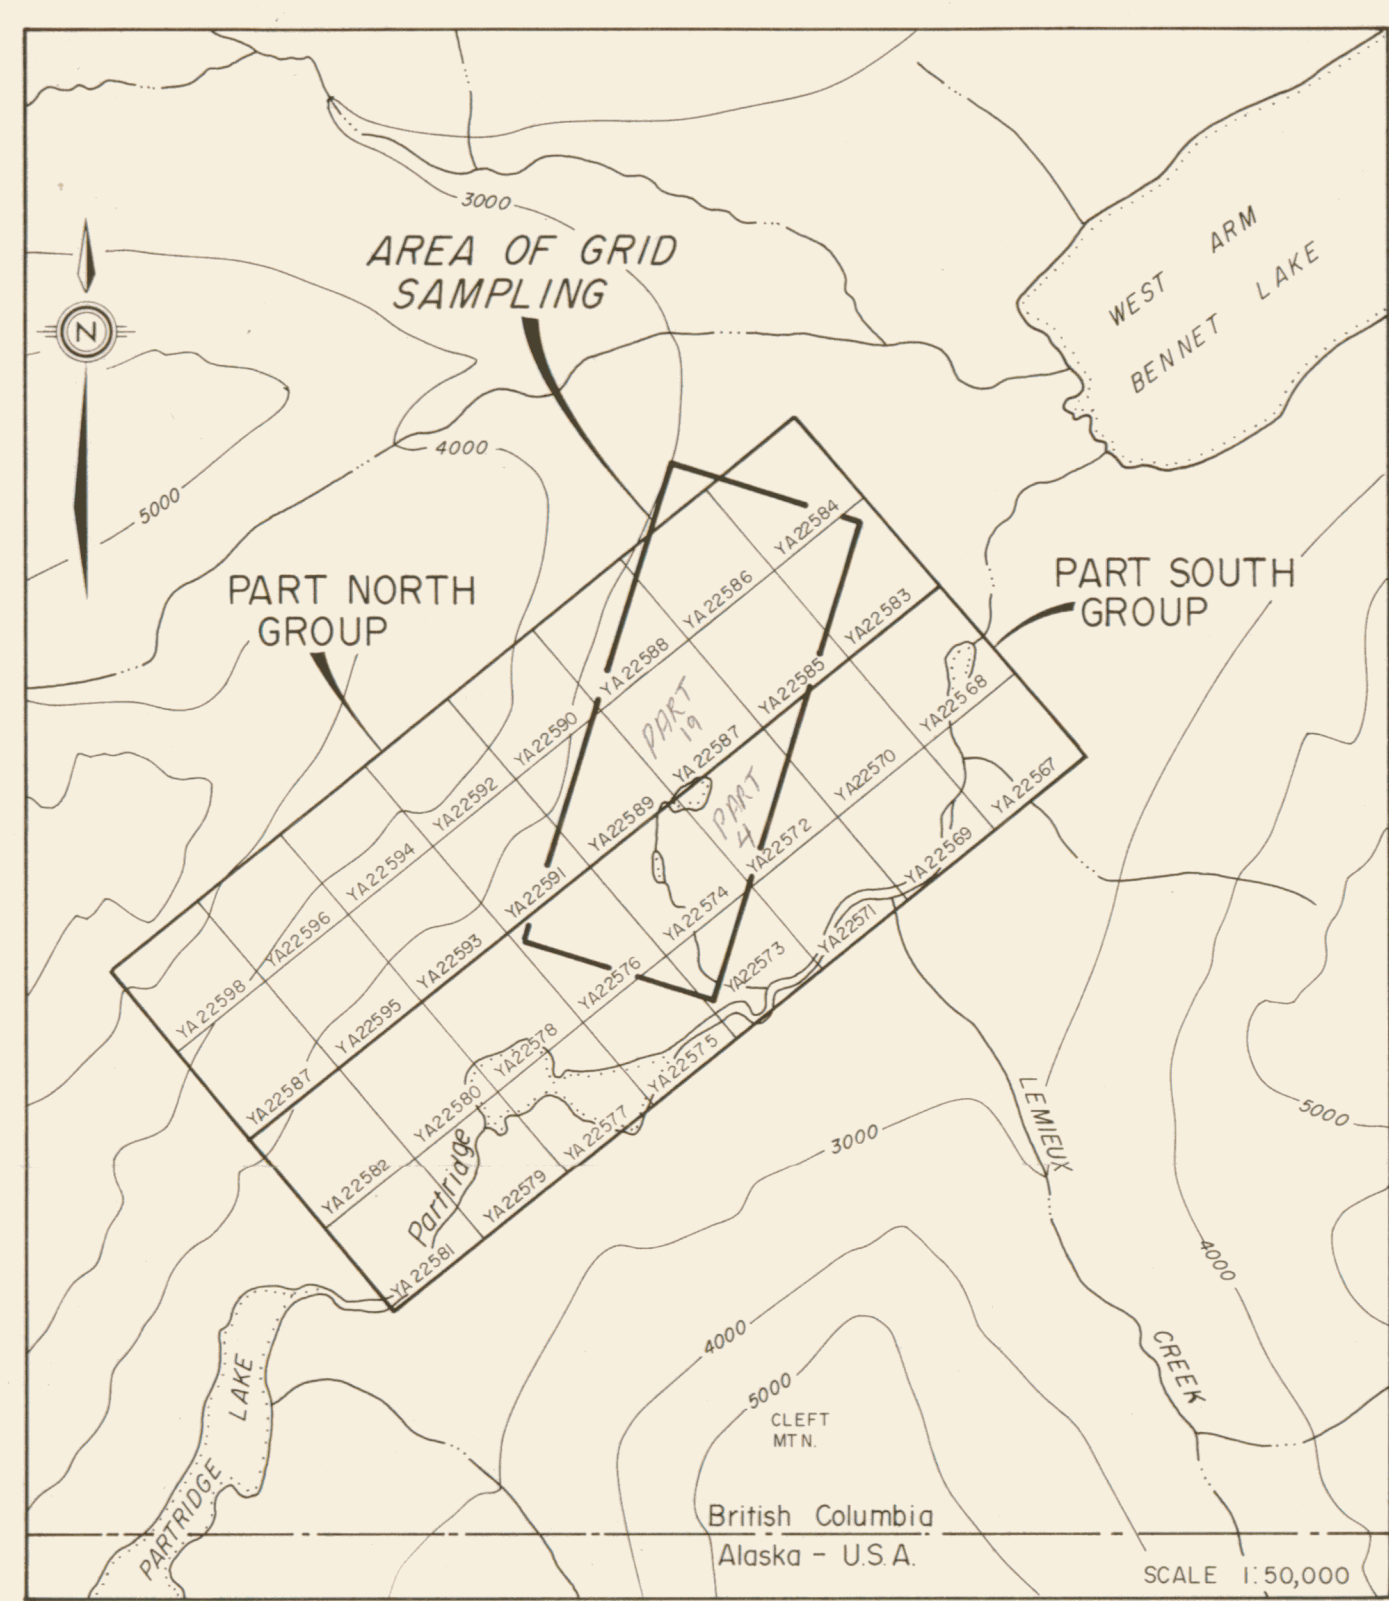 3000
AREA OF GRID
SAMPLING
WEST ARM
BENNET LAKE
N
4000
5000
PART NORTH
GROUP
PART SOUTH
GROUP
YA22584
YA22586
YA22588
YA22590
YA22592
YA22594
YA22596
YA22598
YA22583
YA22585
YA22587
YA22589
YA22591
YA22593
YA22595
YA22587
PART
19
PART
4
YA22568
YA22570
YA22572
YA22574
YA22576
YA22578
YA22580
YA22582
YA22567
YA22569
YA22571
YA22573
YA22575
YA22577
YA22579
YA22581
Partridge
LEMIEUX
CREEK
3000
5000
4000
4000
5000
CLEFT
MTN.
PARTRIDGE LAKE
British Columbia
Alaska - U.S.A.
SCALE 1:50,000